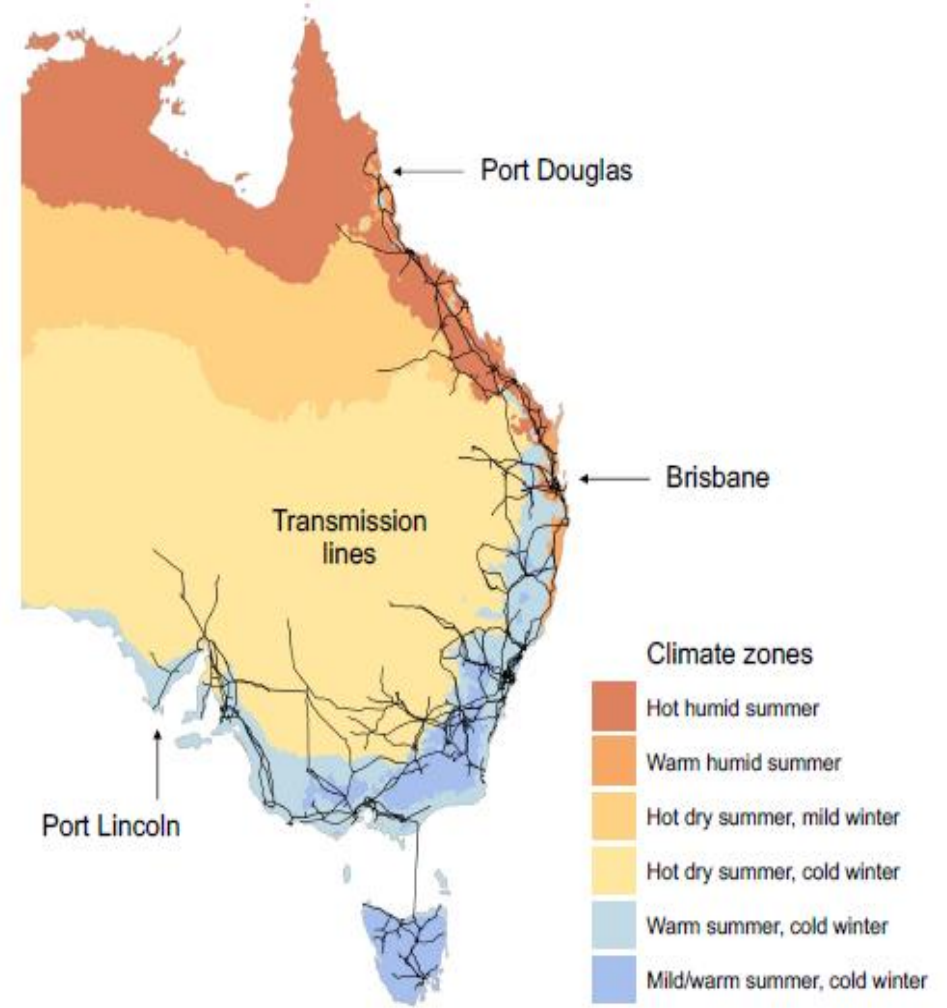 Port Douglas
Brisbane
Transmission
lines
Climate zones
Hot humid summer
Warm humid summer
Hot dry summer, mild winter
Port Lincoln
Hot dry summer, cold winter
Warm summer, cold winter
Mild/warm summer, cold winter